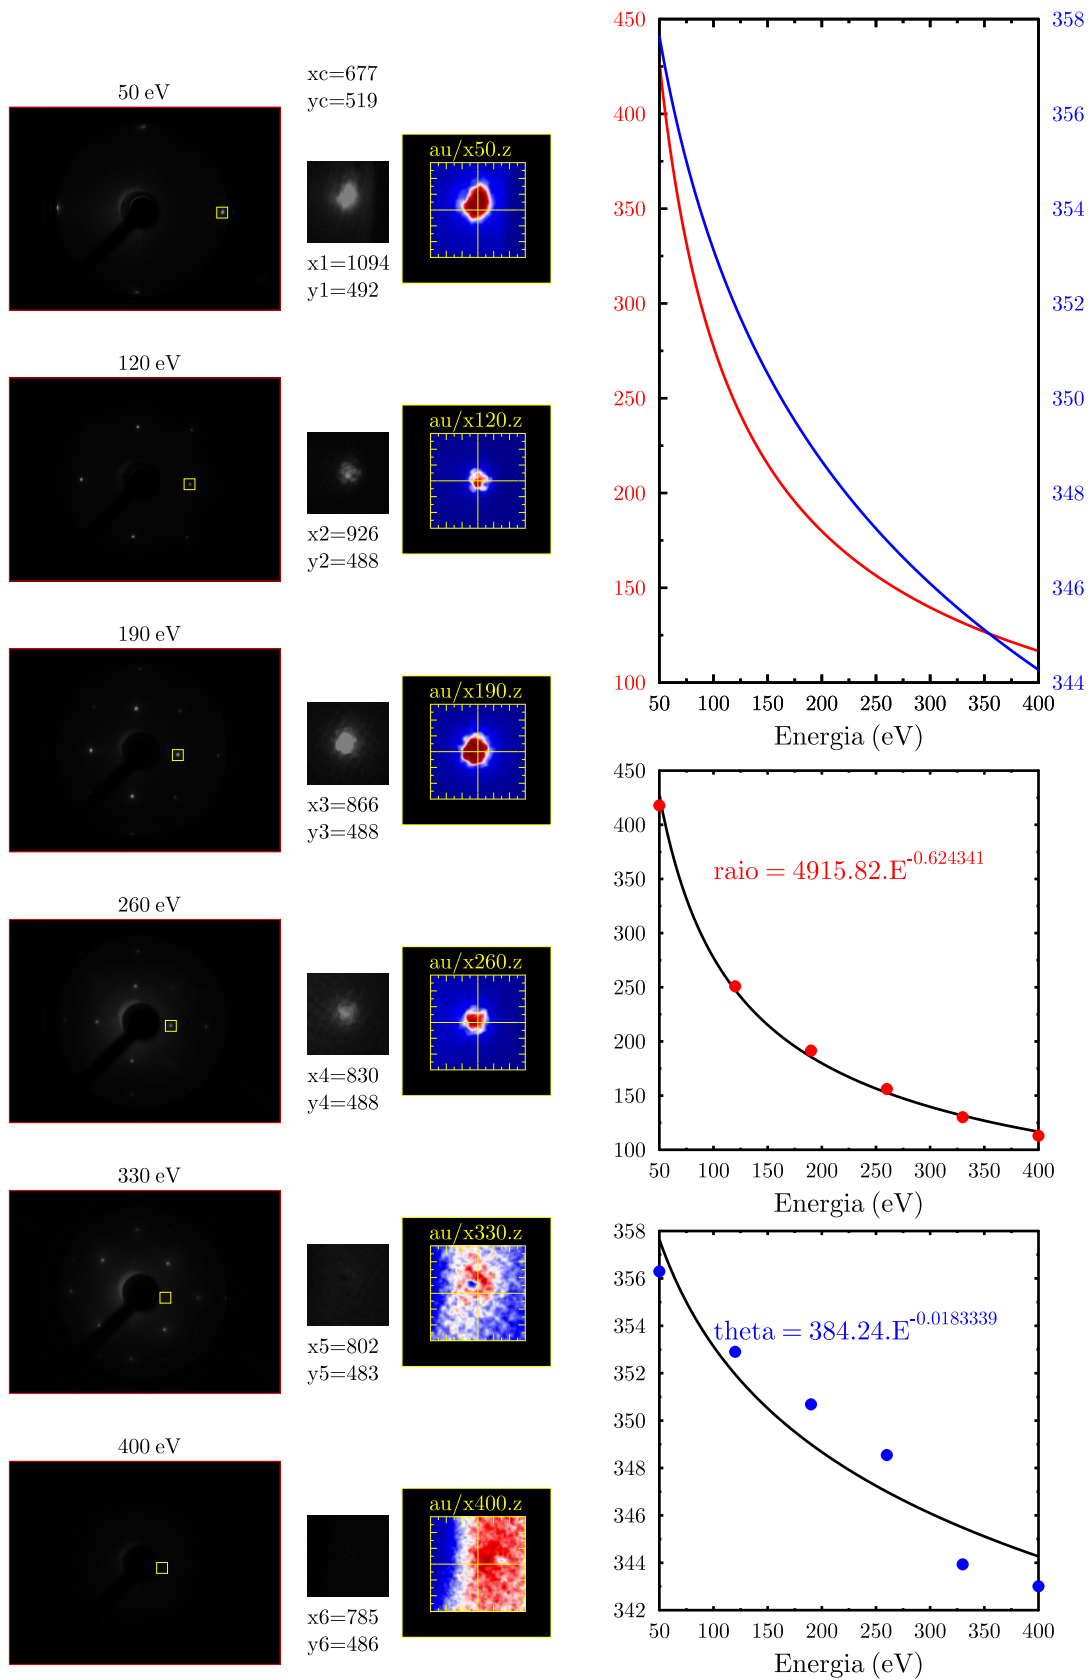 xc=677
yc=519
50 eV
au/x50.z
x1=1094
y1=492
120 eV
au/x120.z
x2=926
y2=488
190 eV
au/x190.z
x3=866
y3=488
260 eV
au/x260.z
x4=830
y4=488
330 eV
au/x330.z
x5=802
y5=483
400 eV
au/x400.z
x6=785
y6=486
450
400
350
300
250
200
150
100
358
356
354
352
350
348
346
344
50 100 150 200 250 300 350 400
Energia (eV)
450
400
350
300
250
200
150
100
raio = 4915.82.E^-0.624341
50 100 150 200 250 300 350 400
Energia (eV)
358
356
354
352
350
348
346
344
342
theta = 384.24.E^-0.0183339
50 100 150 200 250 300 350 400
Energia (eV)